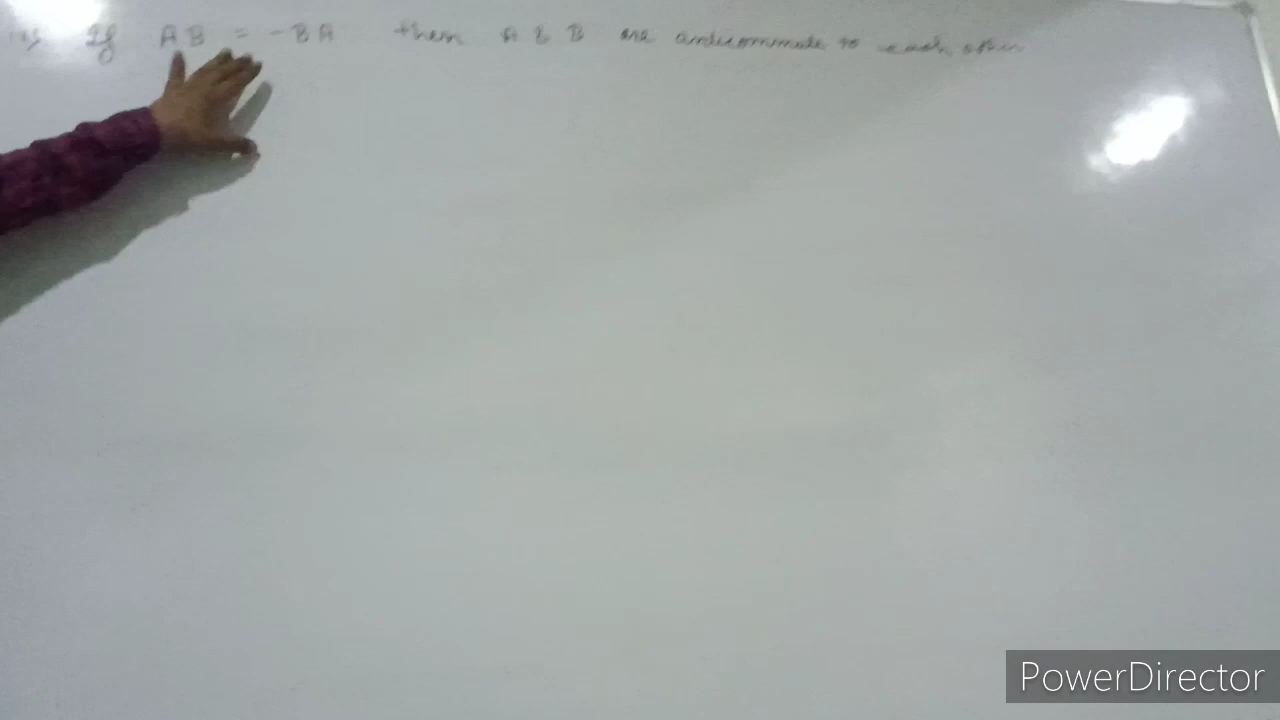 If AB = -BA then A & B are anticommute to each other
PowerDirector